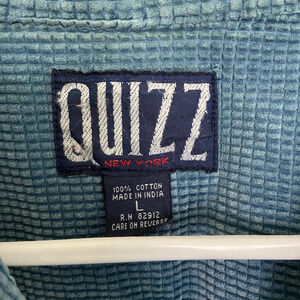 QUIZZ
NEW YORK
100% COTTON
MADE IN INDIA
L
R.N 82912
CARE ON REVERSE